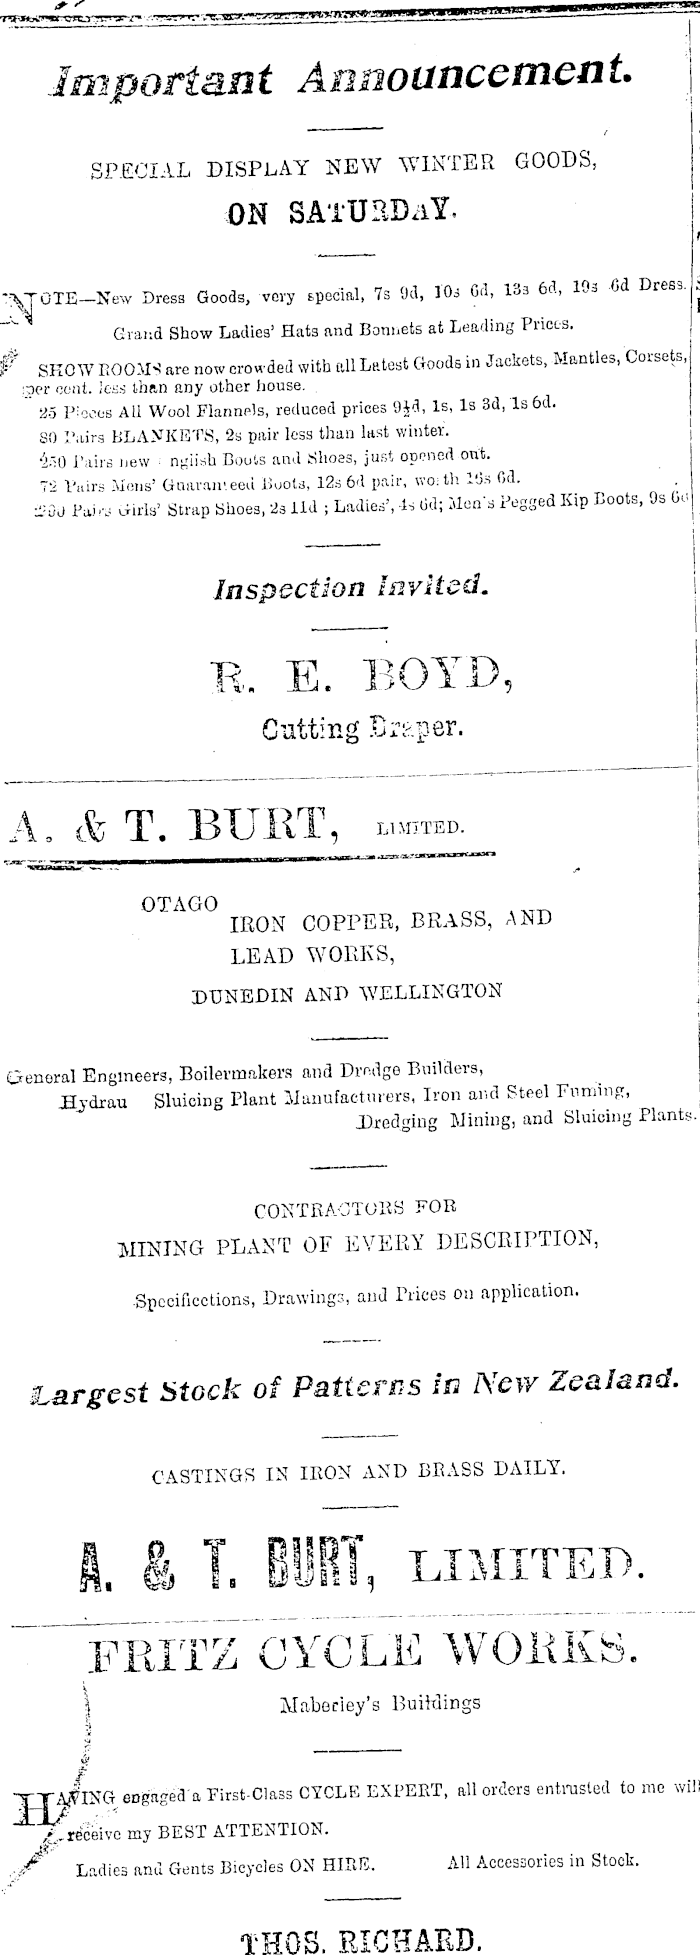 Important Announcement.
SPECIAL DISPLAY NEW WINTER GOODS,
ON SATURDAY.
NOTE—New Dress Goods, very special, 7s 9d, 10s 6d, 13s 6d, 19s 6d Dress.
Grand Show Ladies' Hats and Bonnets at Leading Prices.
SHOW ROOMS are now crowded with all Latest Goods in Jackets, Mantles, Corsets,
per cent. less than any other house.
25 Pieces All Wool Flannels, reduced prices 9½d, 1s, 1s 3d, 1s 6d.
80 Pairs BLANKETS, 2s pair less than last winter.
250 Pairs new ngiish Boots and Shoes, just opened out.
72 Pairs Mens' Guaranteed Boots, 12s 6d pair, worth 16s 6d.
Pairs Girls' Strap Shoes, 2s 11d ; Ladies', 4s 6d; Men's Pegged Kip Boots, 9s 6d
Inspection Invited.
R. E. BOYD,
Cutting Draper.
A. & T. BURT, LIMITED.
OTAGO
IRON COPPER, BRASS, AND
LEAD WORKS,
DUNEDIN AND WELLINGTON
General Engineers, Boilermakers and Dredge Builders,
Hydrau Sluicing Plant Manufacturers, Iron and Steel Fuming,
Dredging Mining, and Sluicing Plants.
CONTRACTORS FOR
MINING PLANT OF EVERY DESCRIPTION,
Specificetions, Drawings, and Prices on application.
Largest Stock of Patterns in New Zealand.
CASTINGS IN IRON AND BRASS DAILY.
A. & T. BURT, LIMITED.
FRITZ CYCLE WORKS.
Maberley's Buildings
HAVING engaged a First-Class CYCLE EXPERT, all orders entrusted to me will
receive my BEST ATTENTION.
Ladies and Gents Bicycles ON HIRE. All Accessories in Stock.
THOS. RICHARD.